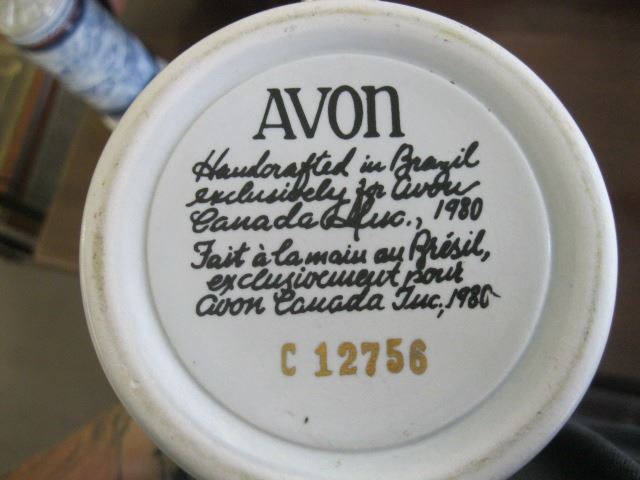 AVON
Handcrafted in Brazil
exclusively for Avon
Canada Inc., 1980
Fait à la main au Brésil,
exclusivement pour
Avon Canada Inc, 1980
C 12756